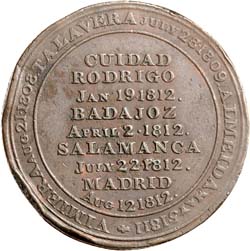 CUIDAD
RODRIGO
JAN 19.1812.
BADAJOZ
APRIL 2.1812.
SALAMANCA
JULY 22.1812.
MADRID
AUG 12.1812.
VIMIERA AUG 21.1808. TALAVERA JULY 28.1809. ALMEIDA MAY 5.1811